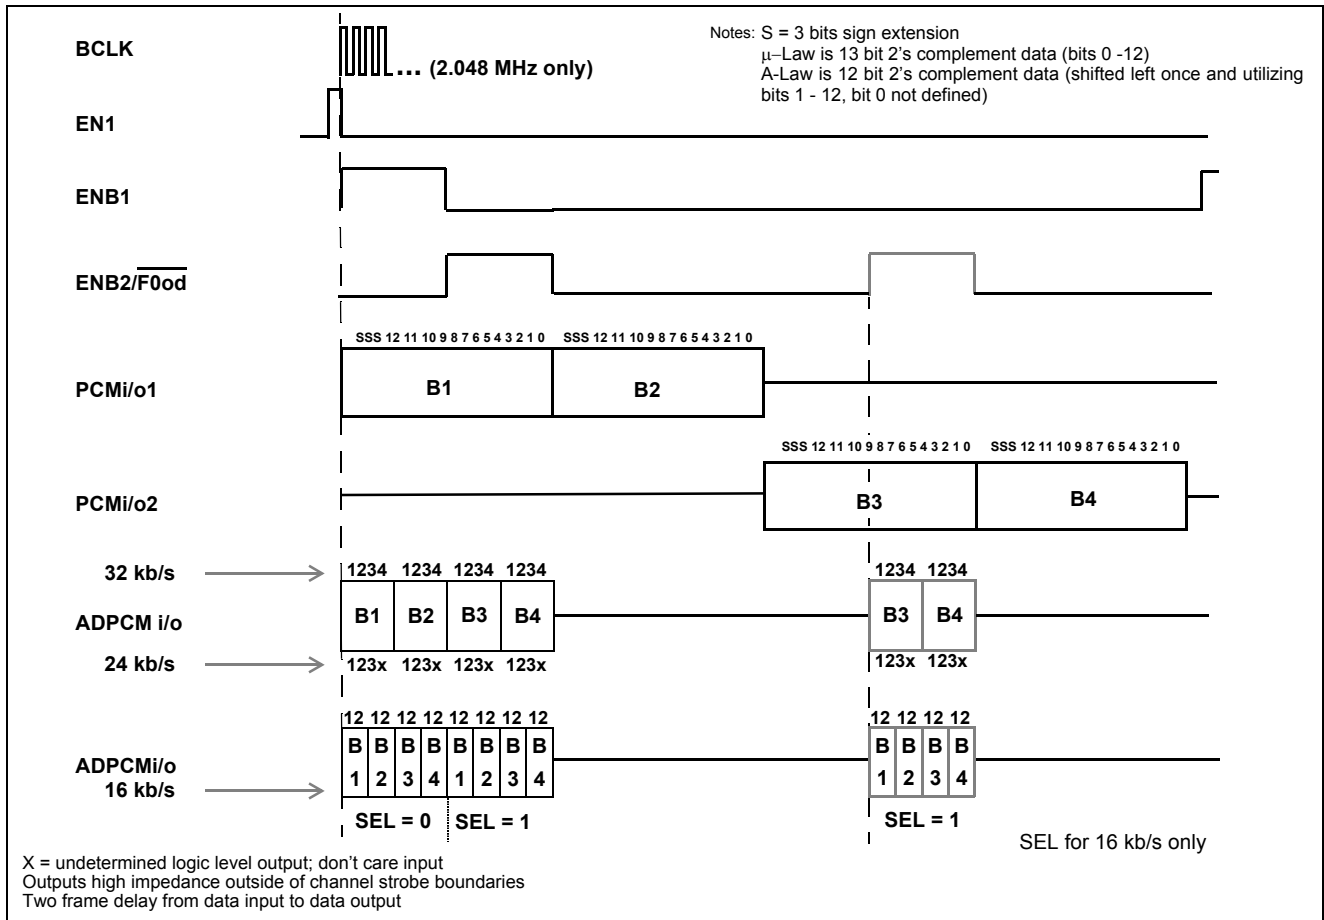 BCLK
... (2.048 MHz only)
Notes: S = 3 bits sign extension
μ–Law is 13 bit 2's complement data (bits 0 -12)
A-Law is 12 bit 2's complement data (shifted left once and utilizing
bits 1 - 12, bit 0 not defined)
EN1
ENB1
ENB2/F0od
SSS 12 11 10 9 8 7 6 5 4 3 2 1 0 SSS 12 11 10 9 8 7 6 5 4 3 2 1 0
PCMi/o1 B1 B2
SSS 12 11 10 9 8 7 6 5 4 3 2 1 0 SSS 12 11 10 9 8 7 6 5 4 3 2 1 0
PCMi/o2 B3 B4
32 kb/s 1234 1234 1234 1234 1234 1234
ADPCM i/o B1 B2 B3 B4 B3 B4
24 kb/s 123x 123x 123x 123x 123x 123x
12 12 12 12 12 12 12 12 12 12 12 12
B B B B B B B B B B B B
ADPCMi/o
1 2 3 4 1 2 3 4 1 2 3 4
16 kb/s
SEL = 0 SEL = 1 SEL = 1
SEL for 16 kb/s only
X = undetermined logic level output; don't care input
Outputs high impedance outside of channel strobe boundaries
Two frame delay from data input to data output